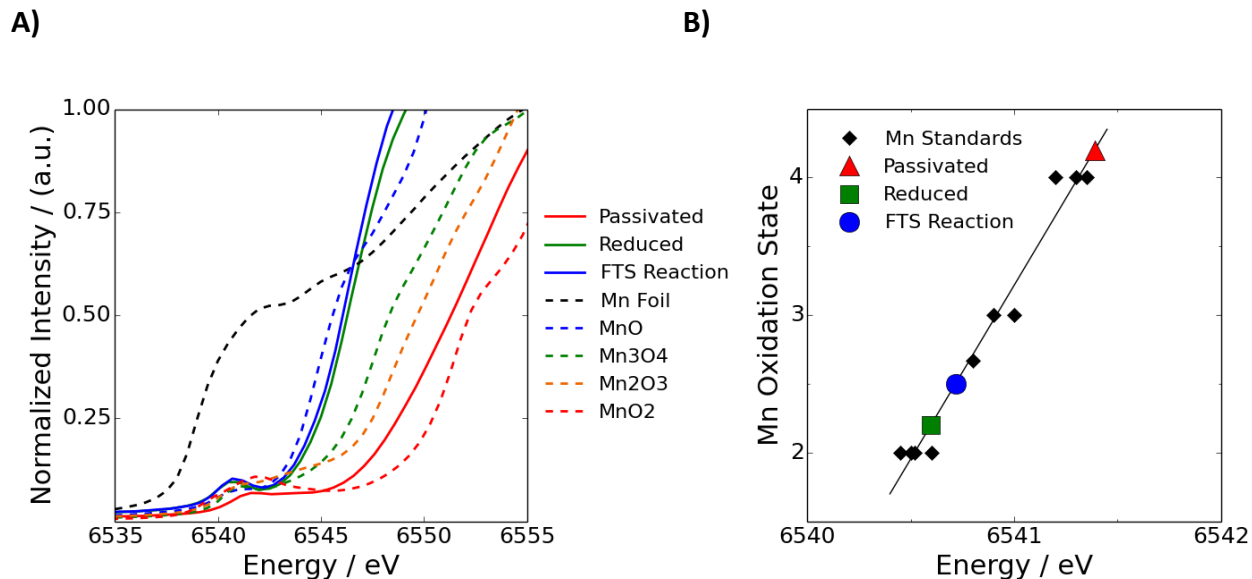 A)
B)
1.00
0.75
0.50
0.25
Normalized Intensity / (a.u.)
6535
6540
6545
6550
6555
Energy / eV
Passivated
Reduced
FTS Reaction
Mn Foil
MnO
Mn3O4
Mn2O3
MnO2
4
3
2
Mn Oxidation State
Mn Standards
Passivated
Reduced
FTS Reaction
6540
6541
6542
Energy / eV